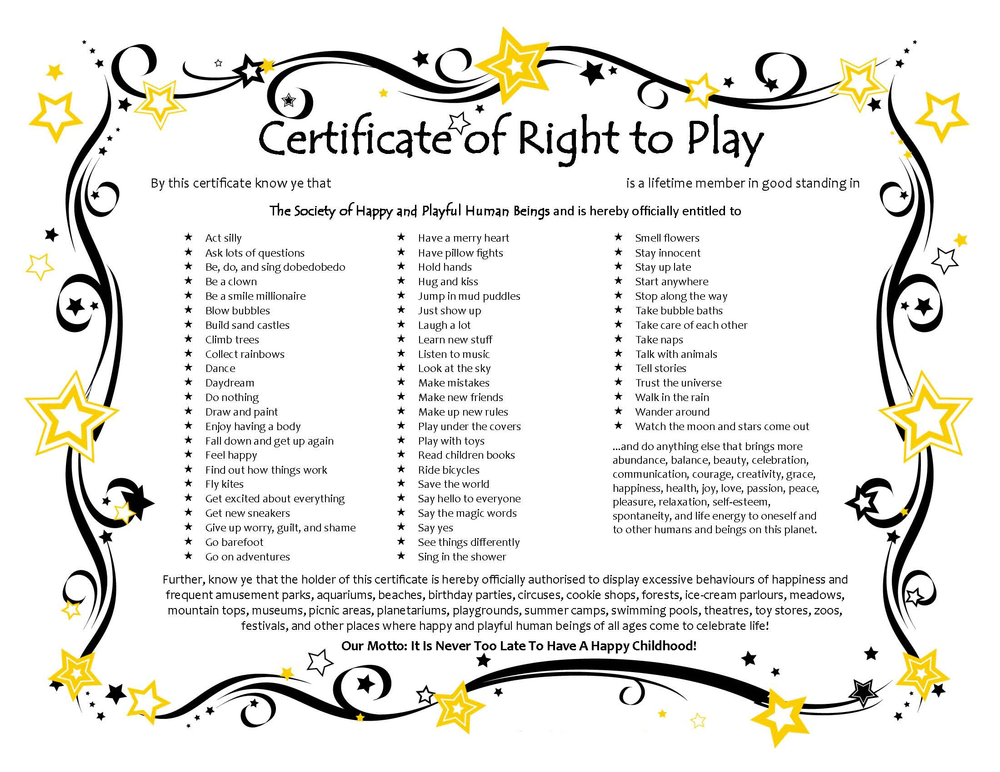 Certificate of Right to Play
By this certificate know ye that is a lifetime member in good standing in
The Society of Happy and Playful Human Beings and is hereby officially entitled to
★ Act silly
★ Ask lots of questions
★ Be, do, and sing dobedobedo
★ Be a clown
★ Be a smile millionaire
★ Blow bubbles
★ Build sand castles
★ Climb trees
★ Collect rainbows
★ Dance
★ Daydream
★ Do nothing
★ Draw and paint
★ Enjoy having a body
★ Fall down and get up again
★ Feel happy
★ Find out how things work
★ Fly kites
★ Get excited about everything
★ Get new sneakers
★ Give up worry, guilt, and shame
★ Go barefoot
★ Go on adventures
★ Have a merry heart
★ Have pillow fights
★ Hold hands
★ Hug and kiss
★ Jump in mud puddles
★ Just show up
★ Laugh a lot
★ Learn new stuff
★ Listen to music
★ Look at the sky
★ Make mistakes
★ Make new friends
★ Make up new rules
★ Play under the covers
★ Play with toys
★ Read children books
★ Ride bicycles
★ Save the world
★ Say hello to everyone
★ Say the magic words
★ Say yes
★ See things differently
★ Sing in the shower
★ Smell flowers
★ Stay innocent
★ Stay up late
★ Start anywhere
★ Stop along the way
★ Take bubble baths
★ Take care of each other
★ Take naps
★ Talk with animals
★ Tell stories
★ Trust the universe
★ Walk in the rain
★ Wander around
★ Watch the moon and stars come out
...and do anything else that brings more
abundance, balance, beauty, celebration,
communication, courage, creativity, grace,
happiness, health, joy, love, passion, peace,
pleasure, relaxation, self-esteem,
spontaneity, and life energy to oneself and
to other humans and beings on this planet.
Further, know ye that the holder of this certificate is hereby officially authorised to display excessive behaviours of happiness and
frequent amusement parks, aquariums, beaches, birthday parties, circuses, cookie shops, forests, ice-cream parlours, meadows,
mountain tops, museums, picnic areas, planetariums, playgrounds, summer camps, swimming pools, theatres, toy stores, zoos,
festivals, and other places where happy and playful human beings of all ages come to celebrate life!
Our Motto: It Is Never Too Late To Have A Happy Childhood!